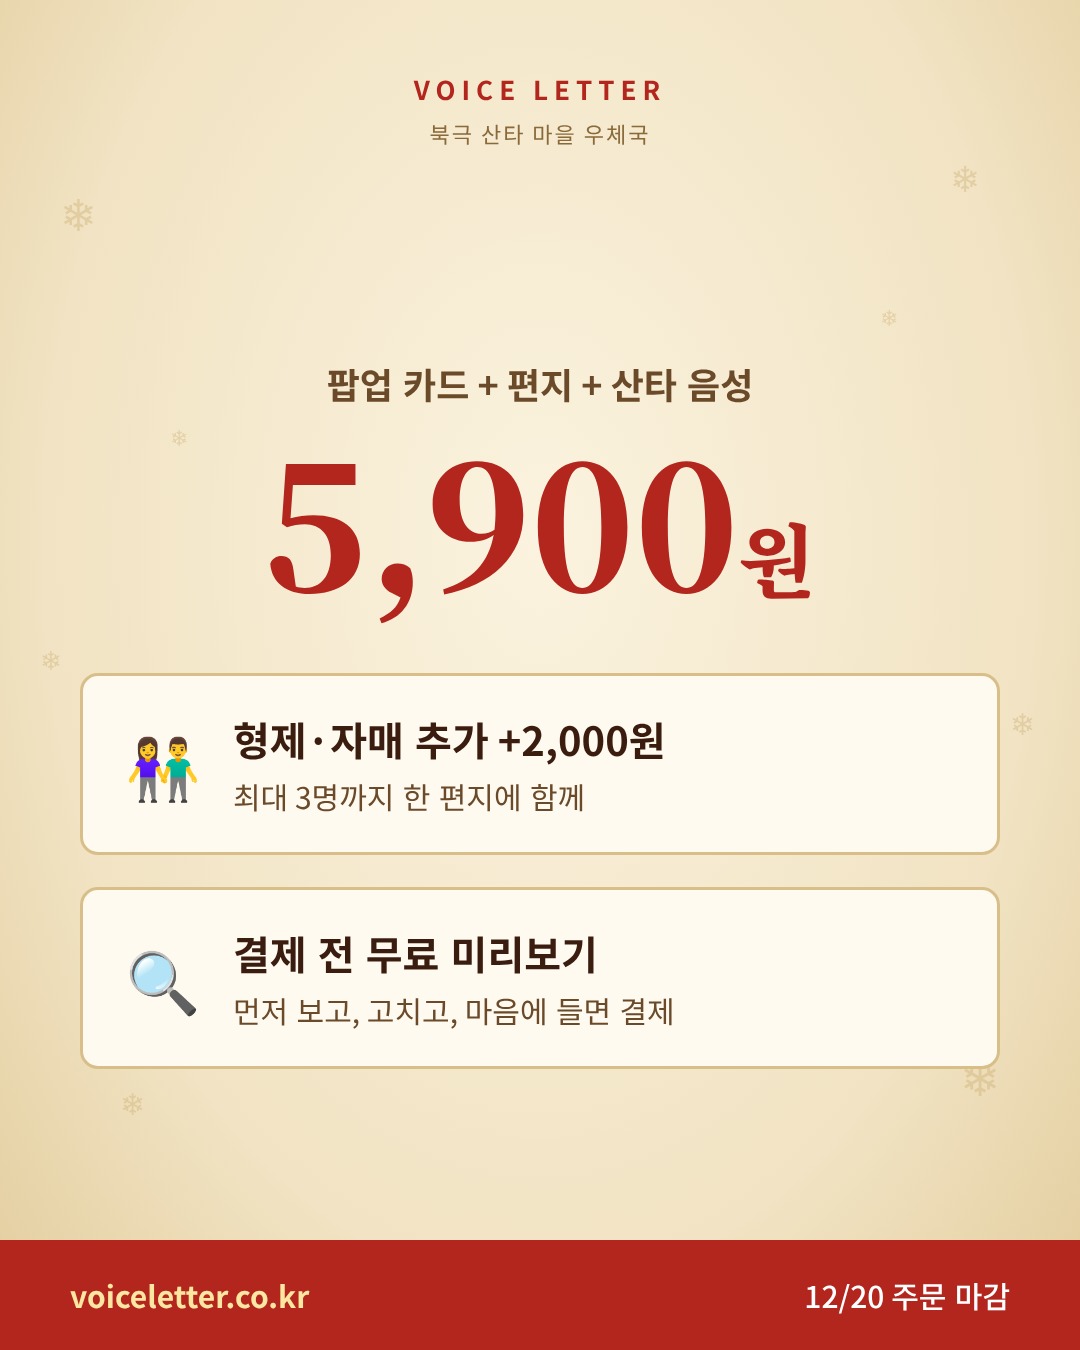 VOICE LETTER
북극 산타 마을 우체국
팝업 카드 + 편지 + 산타 음성
5,900원
형제·자매 추가 +2,000원
최대 3명까지 한 편지에 함께
결제 전 무료 미리보기
먼저 보고, 고치고, 마음에 들면 결제
voiceletter.co.kr
12/20 주문 마감